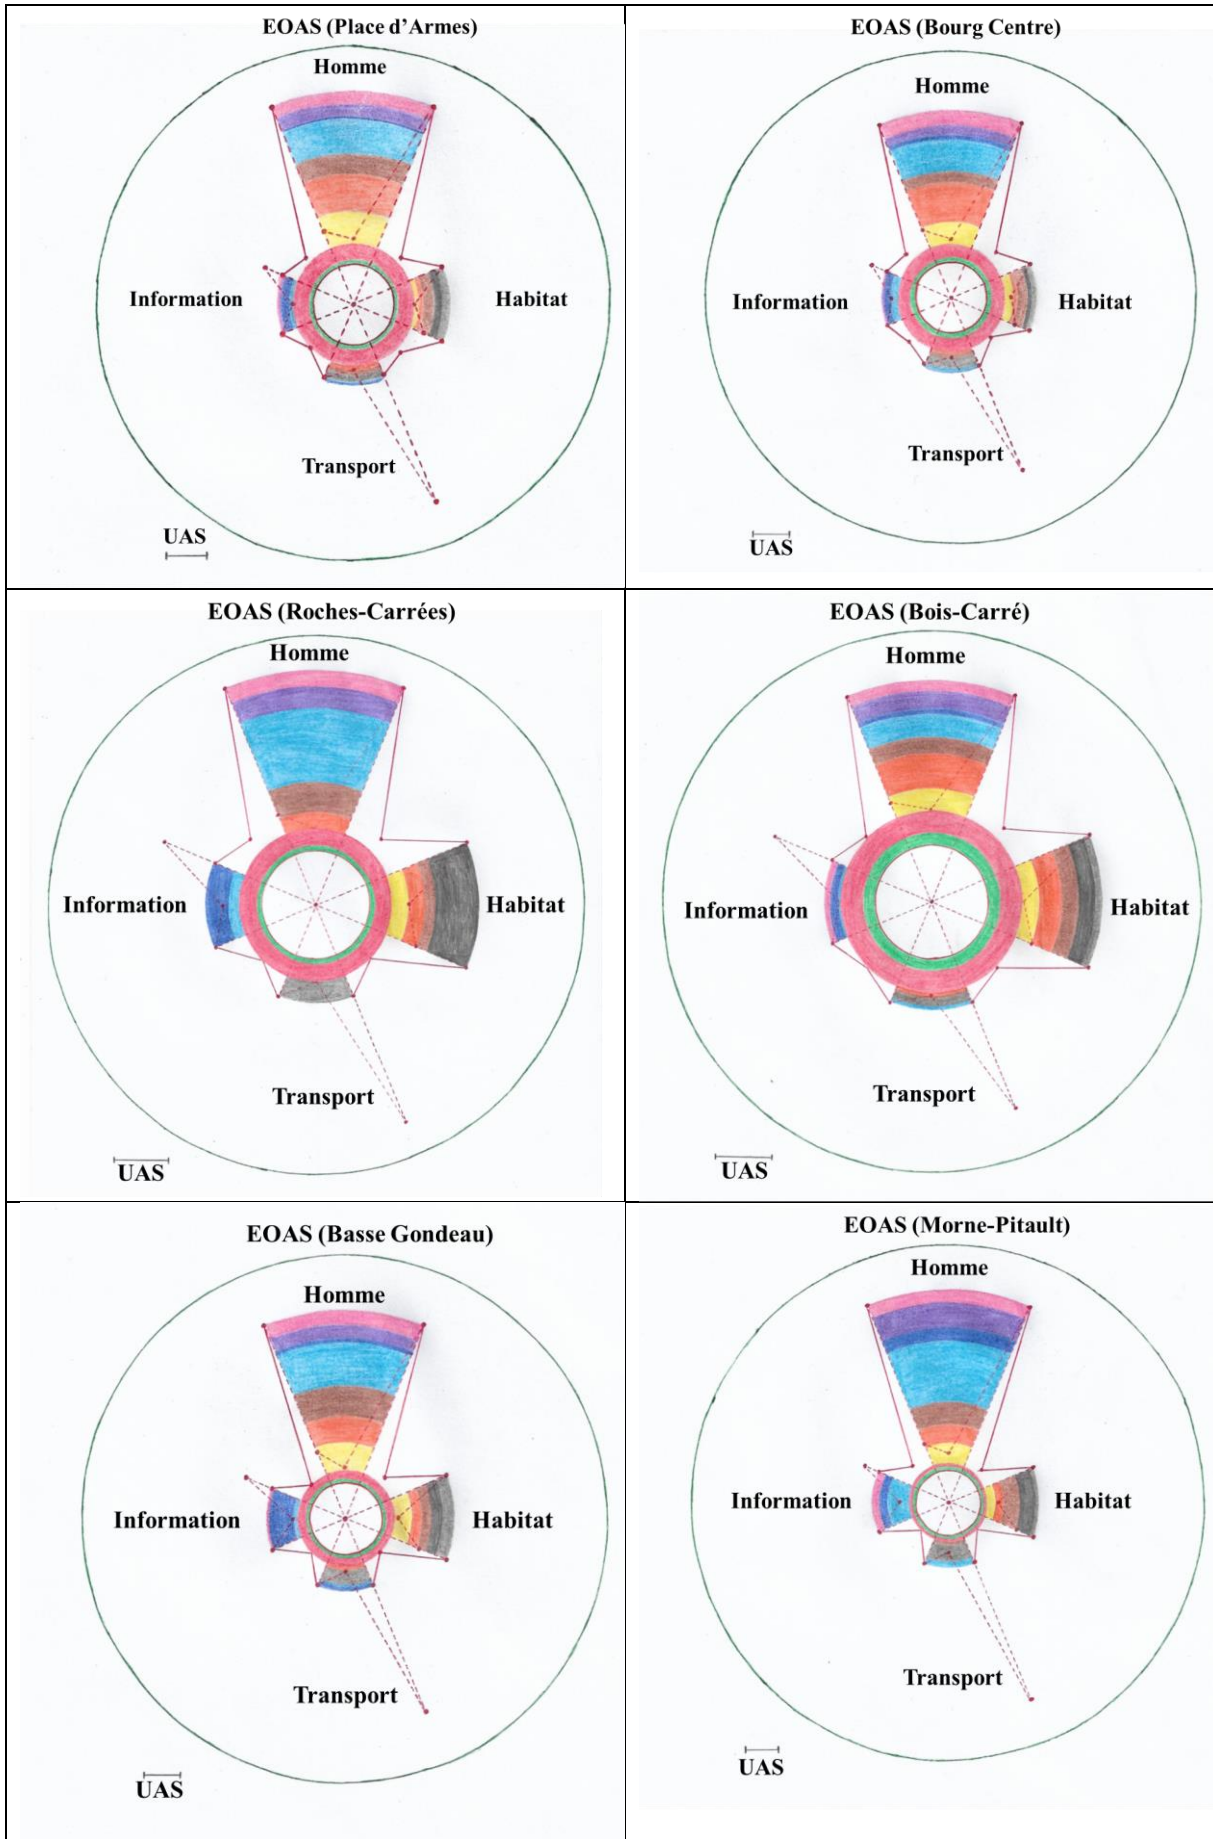 EOAS (Place d’Armes)
Homme
Information
Habitat
Transport
UAS
EOAS (Bourg Centre)
Homme
Information
Habitat
Transport
UAS
EOAS (Roches-Carrées)
Homme
Information
Habitat
Transport
UAS
EOAS (Bois-Carré)
Homme
Information
Habitat
Transport
UAS
EOAS (Basse Gondeau)
Homme
Information
Habitat
Transport
UAS
EOAS (Morne-Pitault)
Homme
Information
Habitat
Transport
UAS